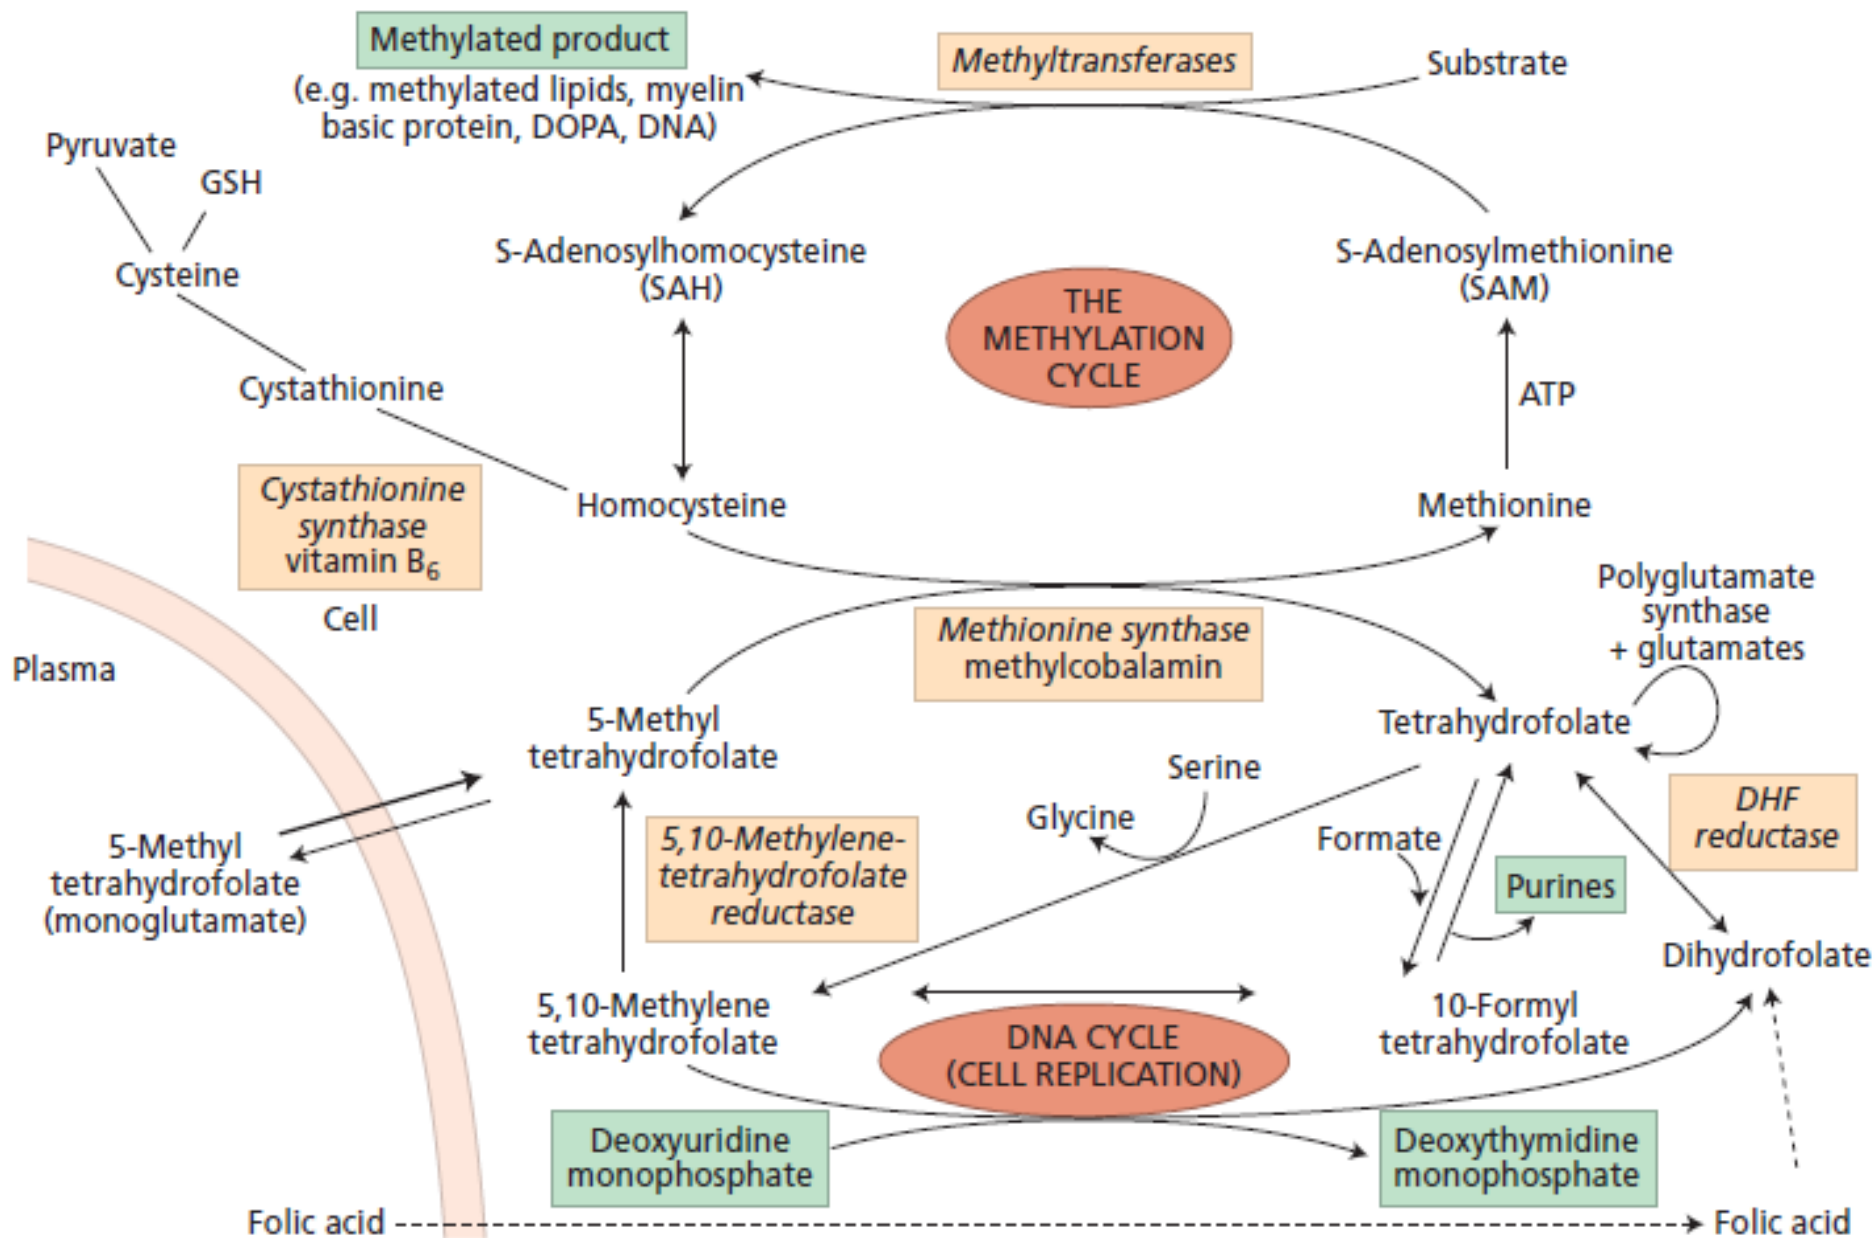 Methylated product
(e.g. methylated lipids, myelin
basic protein, DOPA, DNA)
Methyltransferases
Substrate
Pyruvate
GSH
Cysteine
S-Adenosylhomocysteine
(SAH)
THE
METHYLATION
CYCLE
S-Adenosylmethionine
(SAM)
Cystathionine
ATP
Cystathionine
synthase
vitamin B₆
Homocysteine
Methionine
Cell
Plasma
Methionine synthase
methylcobalamin
Polyglutamate
synthase
+ glutamates
5-Methyl
tetrahydrofolate
Tetrahydrofolate
Serine
Glycine
5-Methyl
tetrahydrofolate
(monoglutamate)
5,10-Methylene-
tetrahydrofolate
reductase
Formate
Purines
DHF
reductase
Dihydrofolate
5,10-Methylene
tetrahydrofolate
DNA CYCLE
(CELL REPLICATION)
10-Formyl
tetrahydrofolate
Deoxyuridine
monophosphate
Deoxythymidine
monophosphate
Folic acid
Folic acid